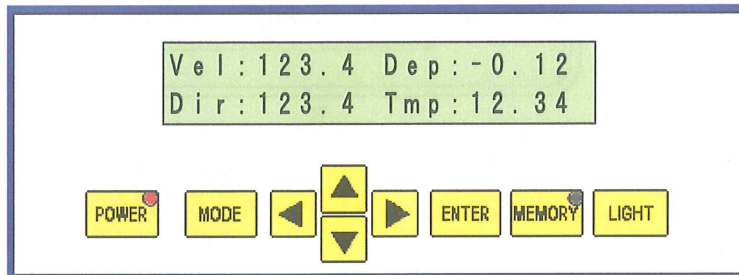 Vel:123.4 Dep:-0.12
Dir:123.4 Tmp:12.34
POWER MODE ENTER MEMORY LIGHT